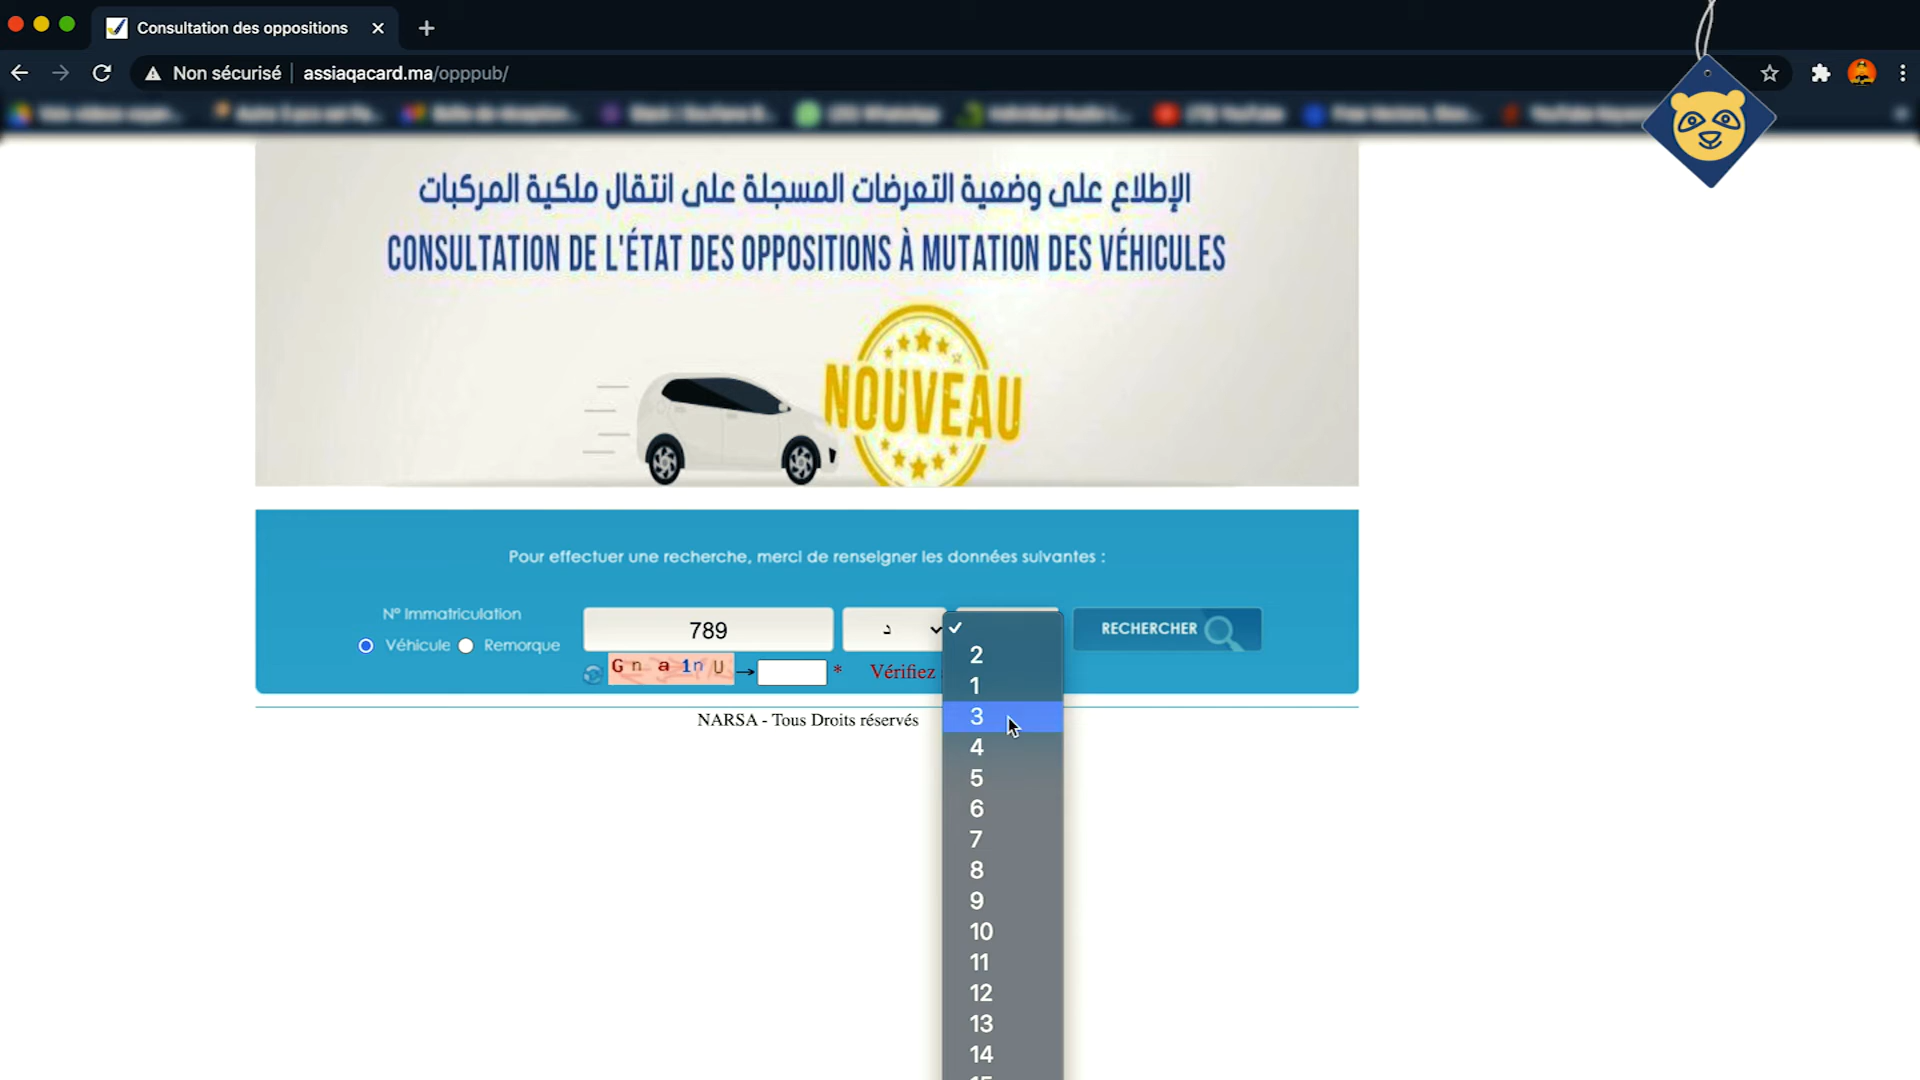 Consultation des oppositions
Non sécurisé
assiaqacard.ma/opppub/
الإطلاع على وضعية التعرضات المسجلة على انتقال ملكية المركبات
CONSULTATION DE L'ÉTAT DES OPPOSITIONS À MUTATION DES VÉHICULES
NOUVEAU
Pour effectuer une recherche, merci de renseigner les données suivantes :
N° Immatriculation
Véhicule Remorque
789
د
RECHERCHER
G n a 1n U
* Vérifiez
NARSA - Tous Droits réservés
2
1
3
4
5
6
7
8
9
10
11
12
13
14